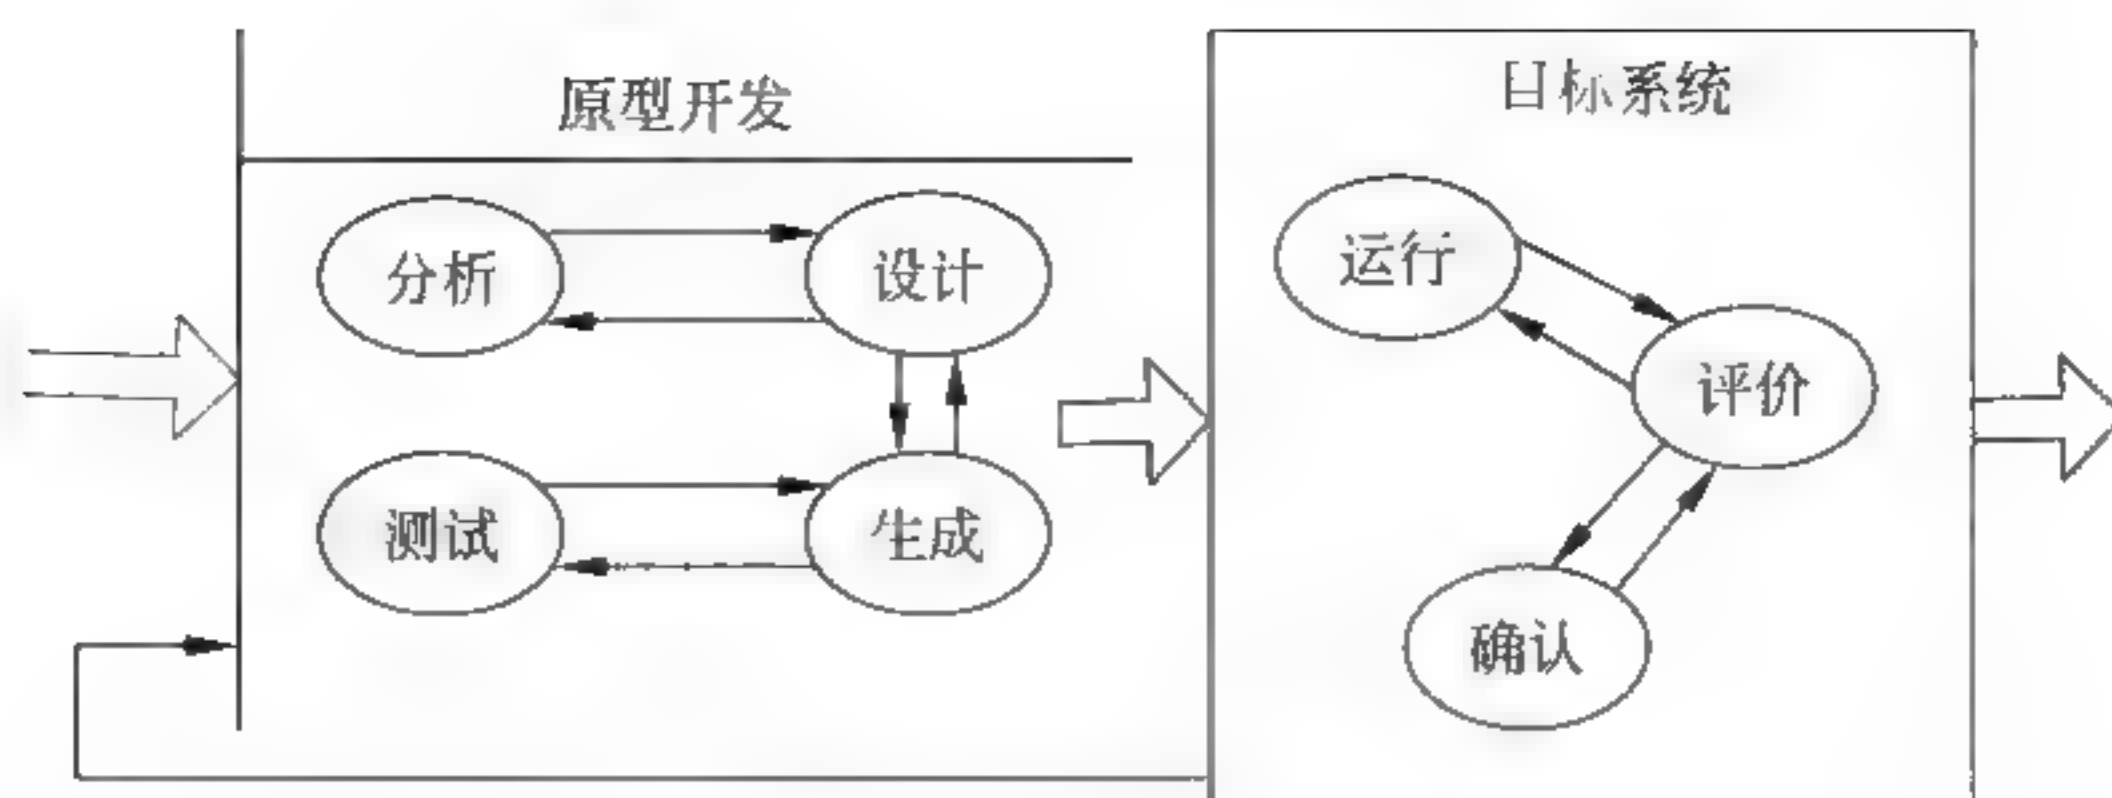 原型开发
目标系统
分析
设计
运行
评价
测试
生成
确认